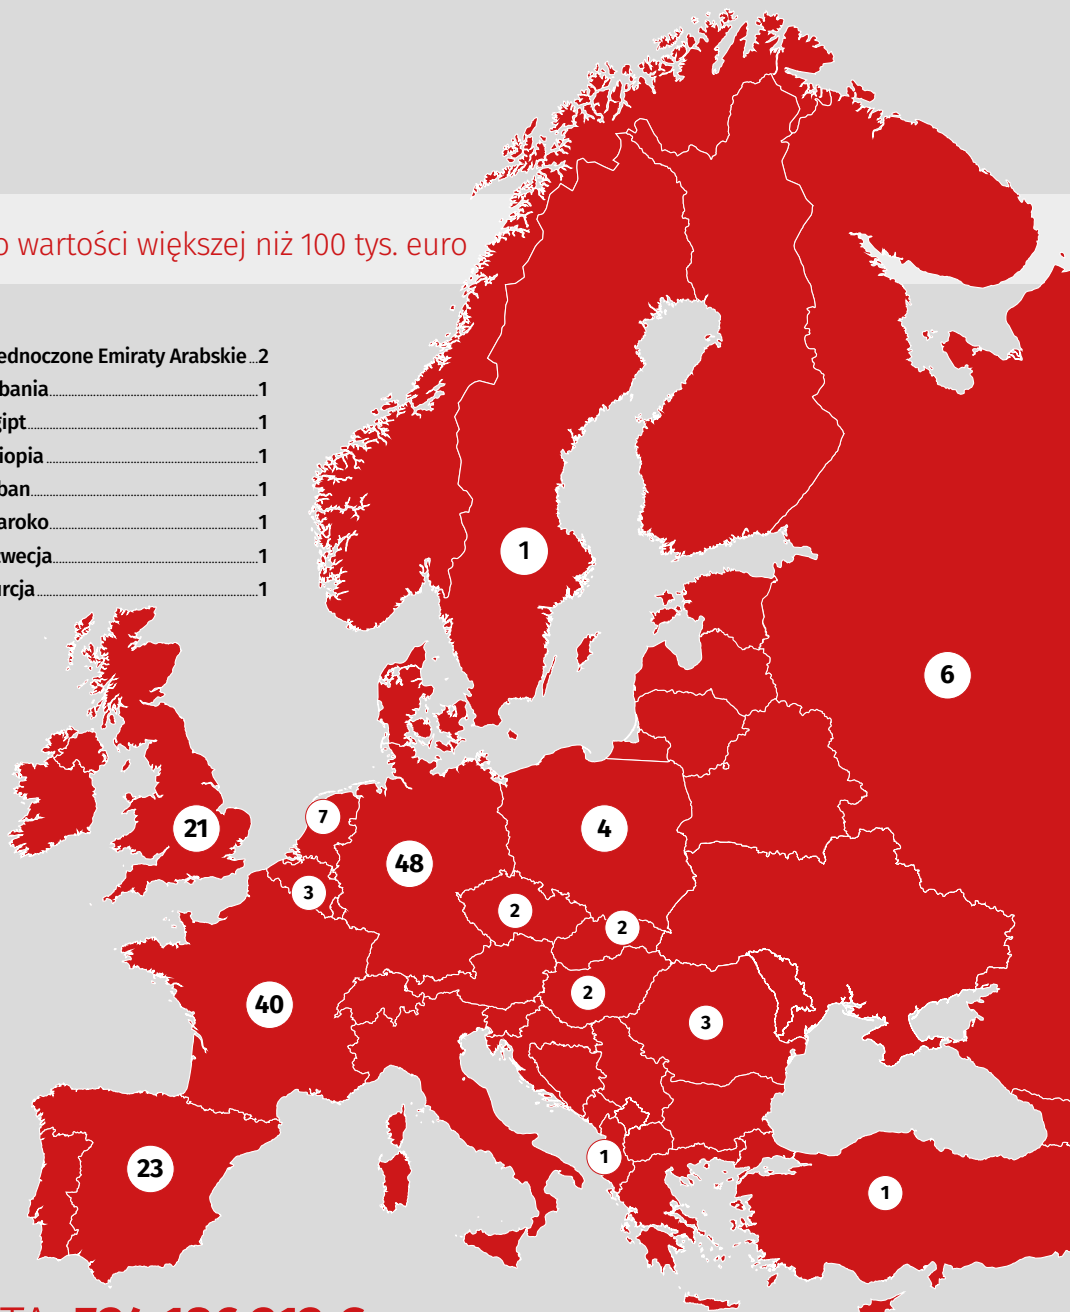 o wartości większej niż 100 tys. euro
ednoczone Emiraty Arabskie...2
bania...1
gipt...1
iopia...1
ban...1
aroko...1
wecja...1
rcja...1
1
6
21
7
4
48
3
2
2
2
40
3
1
23
1